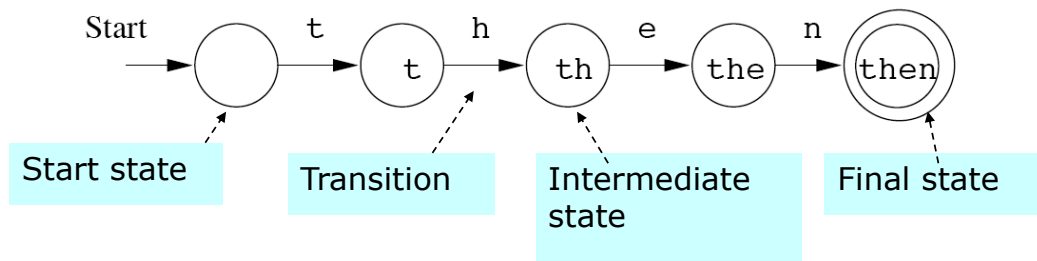 Start t h e n
t th the then
Start state Transition Intermediate state Final state